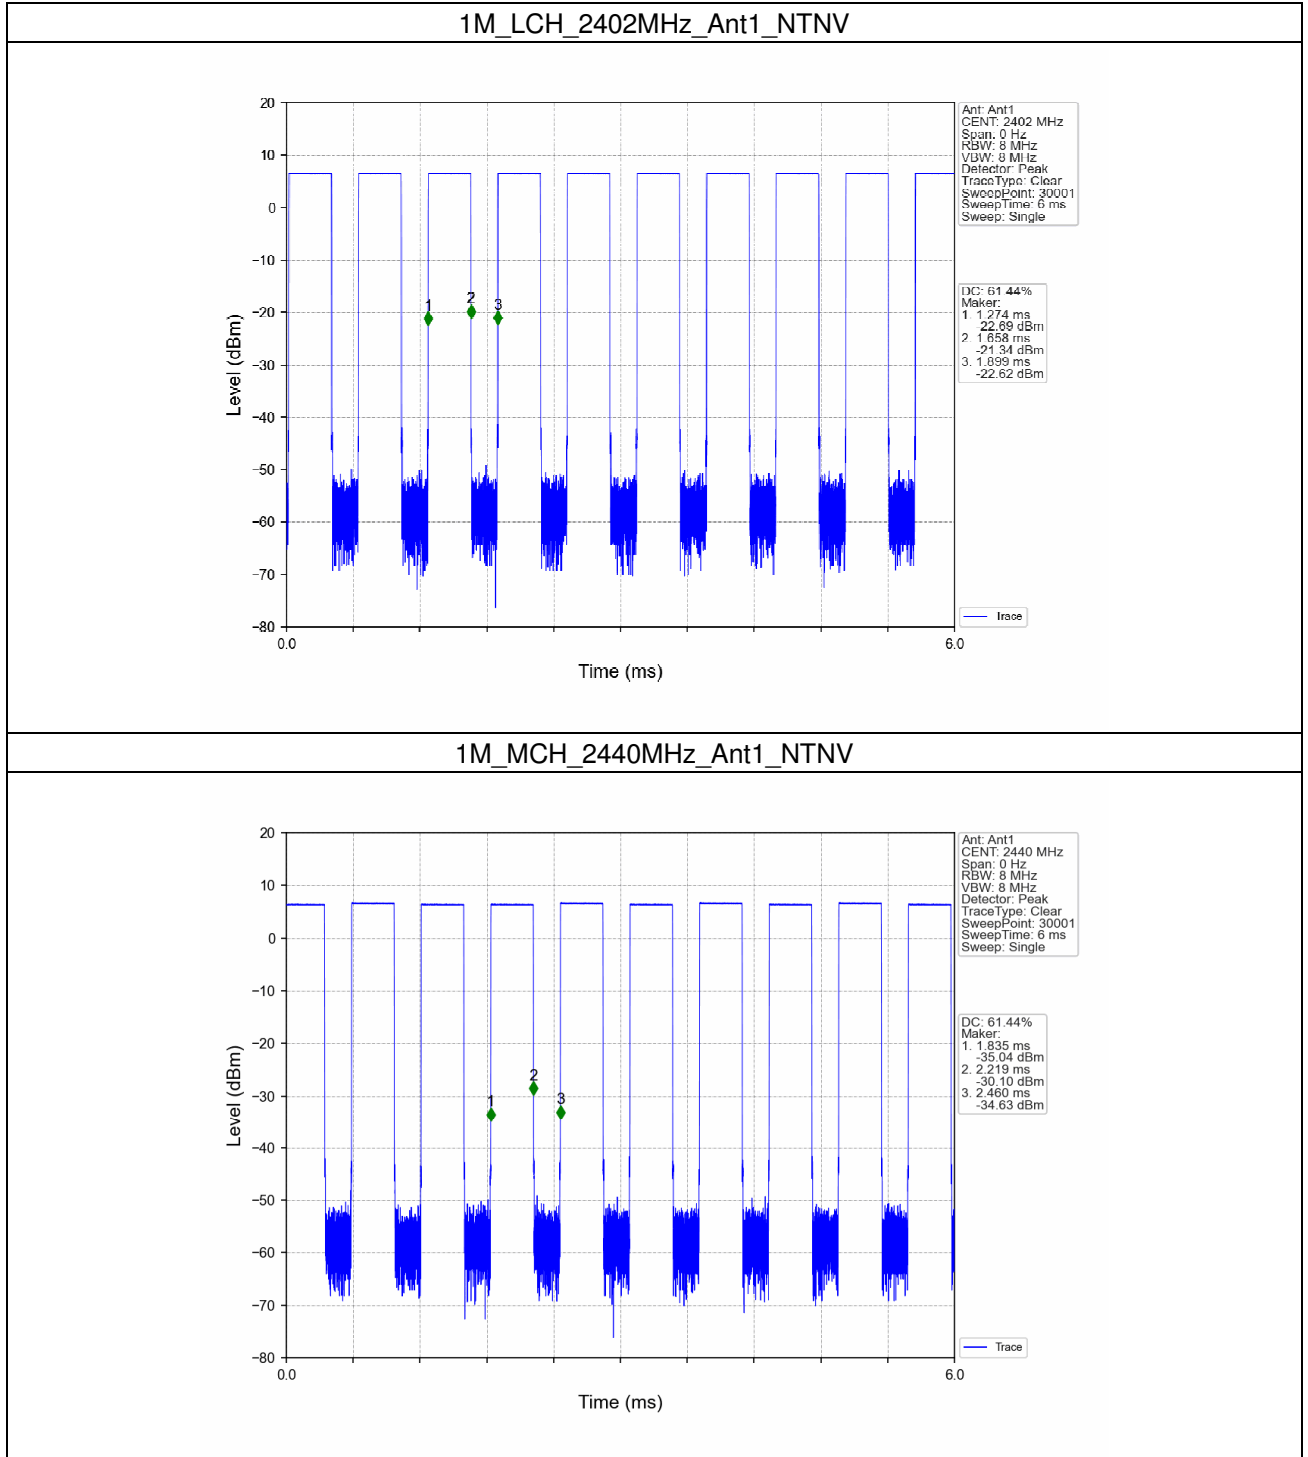 1M_LCH_2402MHz_Ant1_NTNV
20
10
0
−10
−20
−30
−40
−50
−60
−70
−80
Level (dBm)
1
2
3
0.0
6.0
Time (ms)
Ant: Ant1
CENT: 2402 MHz
Span: 0 Hz
RBW: 8 MHz
VBW: 8 MHz
Detector: Peak
TraceType: Clear
SweepPoint: 30001
SweepTime: 6 ms
Sweep: Single
DC: 61.44%
Maker:
1. 1.274 ms
-22.69 dBm
2. 1.658 ms
-21.34 dBm
3. 1.899 ms
-22.62 dBm
Trace
1M_MCH_2440MHz_Ant1_NTNV
20
10
0
−10
−20
−30
−40
−50
−60
−70
−80
Level (dBm)
1
2
3
0.0
6.0
Time (ms)
Ant: Ant1
CENT: 2440 MHz
Span: 0 Hz
RBW: 8 MHz
VBW: 8 MHz
Detector: Peak
TraceType: Clear
SweepPoint: 30001
SweepTime: 6 ms
Sweep: Single
DC: 61.44%
Maker:
1. 1.835 ms
-35.04 dBm
2. 2.219 ms
-30.10 dBm
3. 2.460 ms
-34.63 dBm
Trace